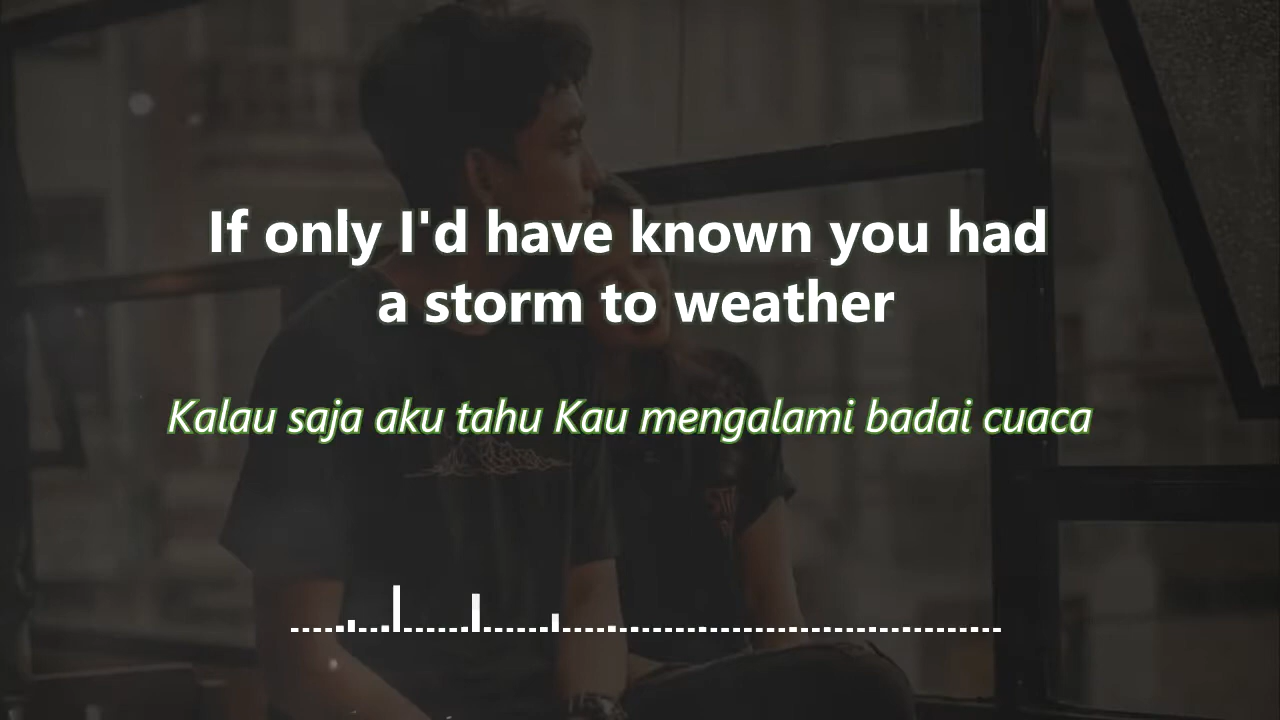 If only I'd have known you had
a storm to weather
Kalau saja aku tahu Kau mengalami badai cuaca